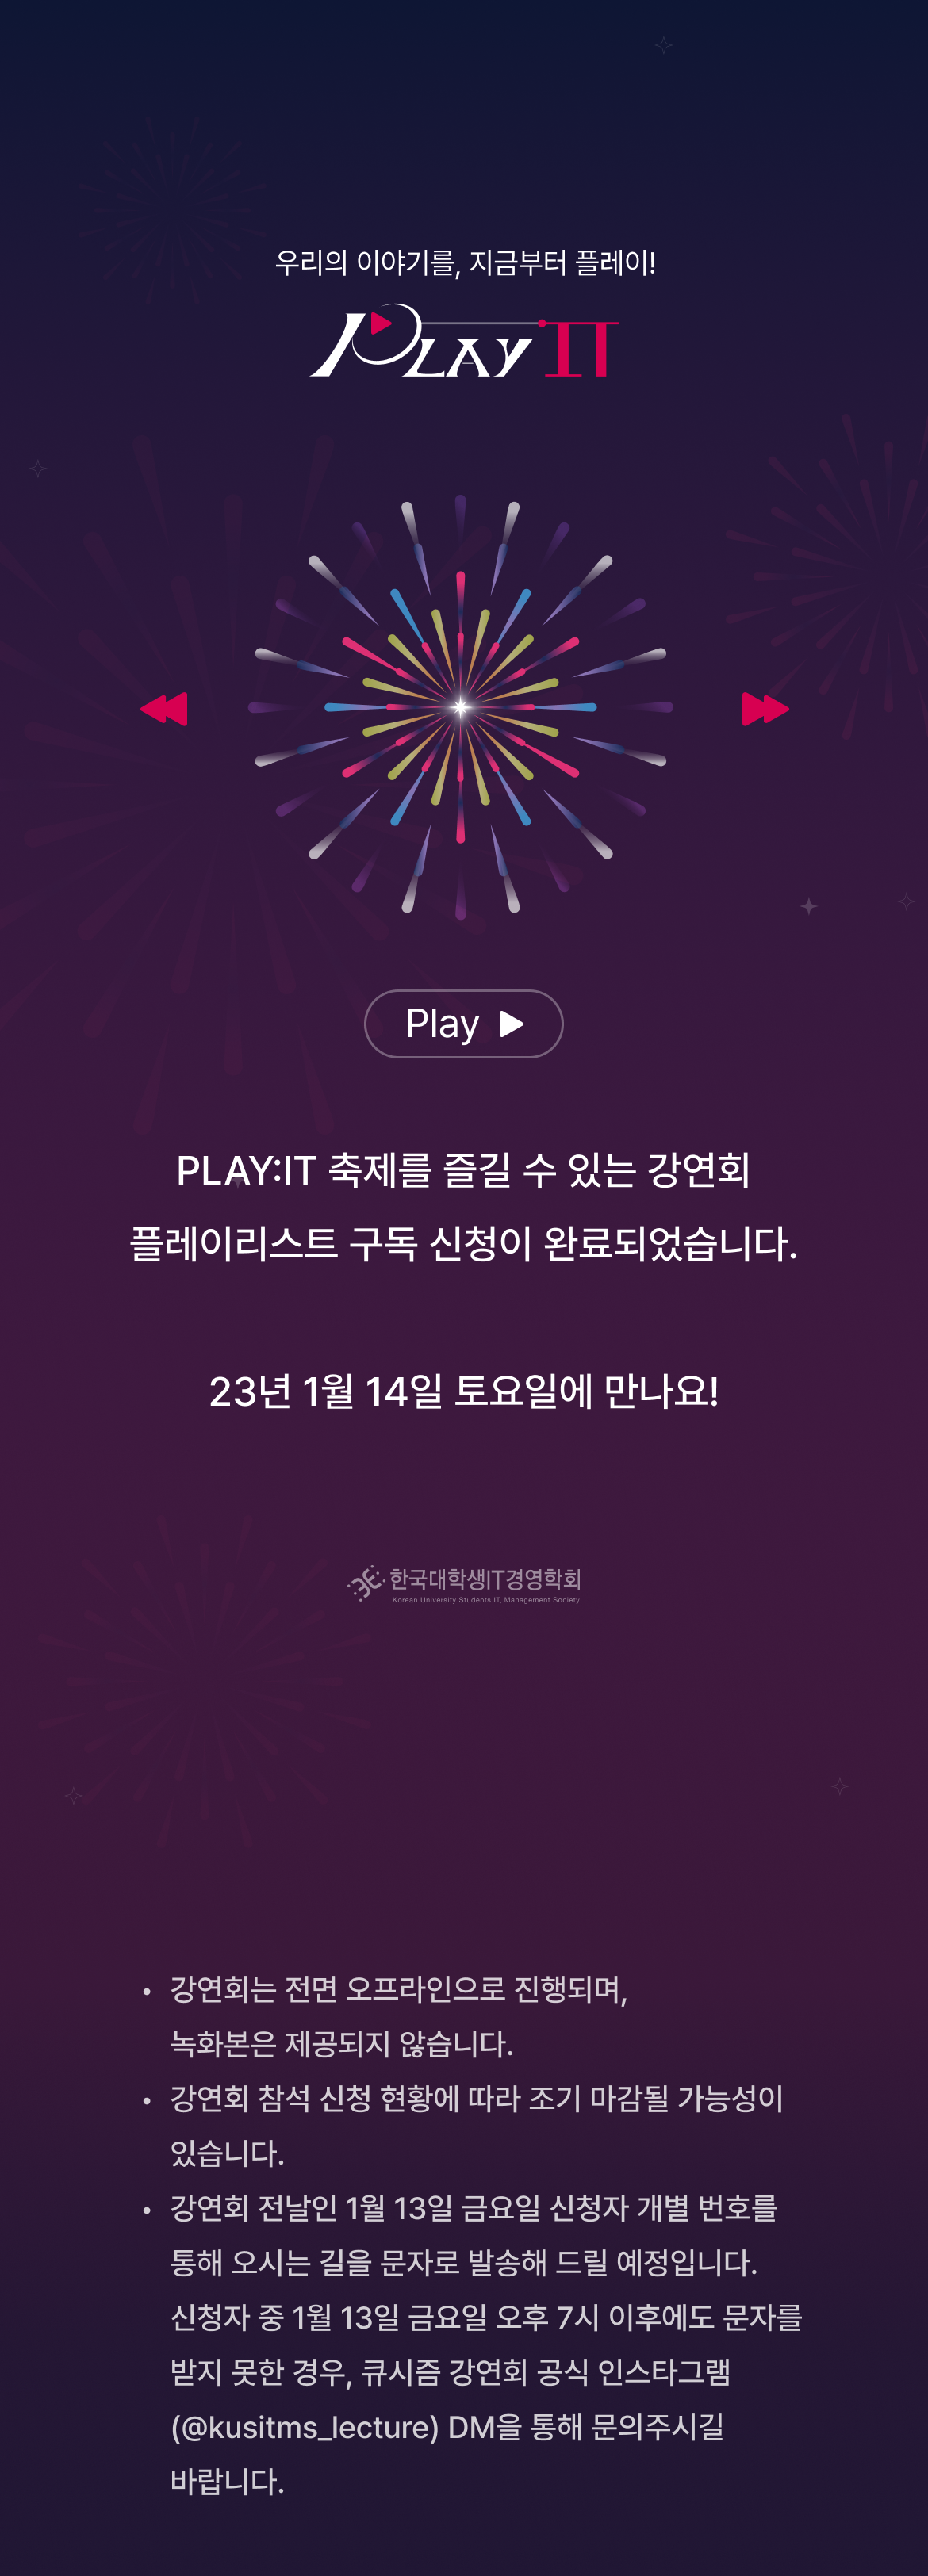 우리의 이야기를, 지금부터 플레이!
PLAY IT
Play
PLAY:IT 축제를 즐길 수 있는 강연회
플레이리스트 구독 신청이 완료되었습니다.
23년 1월 14일 토요일에 만나요!
한국대학생IT경영학회
Korean University Students IT. Management Society
• 강연회는 전면 오프라인으로 진행되며,
녹화본은 제공되지 않습니다.
• 강연회 참석 신청 현황에 따라 조기 마감될 가능성이
있습니다.
• 강연회 전날인 1월 13일 금요일 신청자 개별 번호를
통해 오시는 길을 문자로 발송해 드릴 예정입니다.
신청자 중 1월 13일 금요일 오후 7시 이후에도 문자를
받지 못한 경우, 큐시즘 강연회 공식 인스타그램
(@kusitms_lecture) DM을 통해 문의주시길
바랍니다.